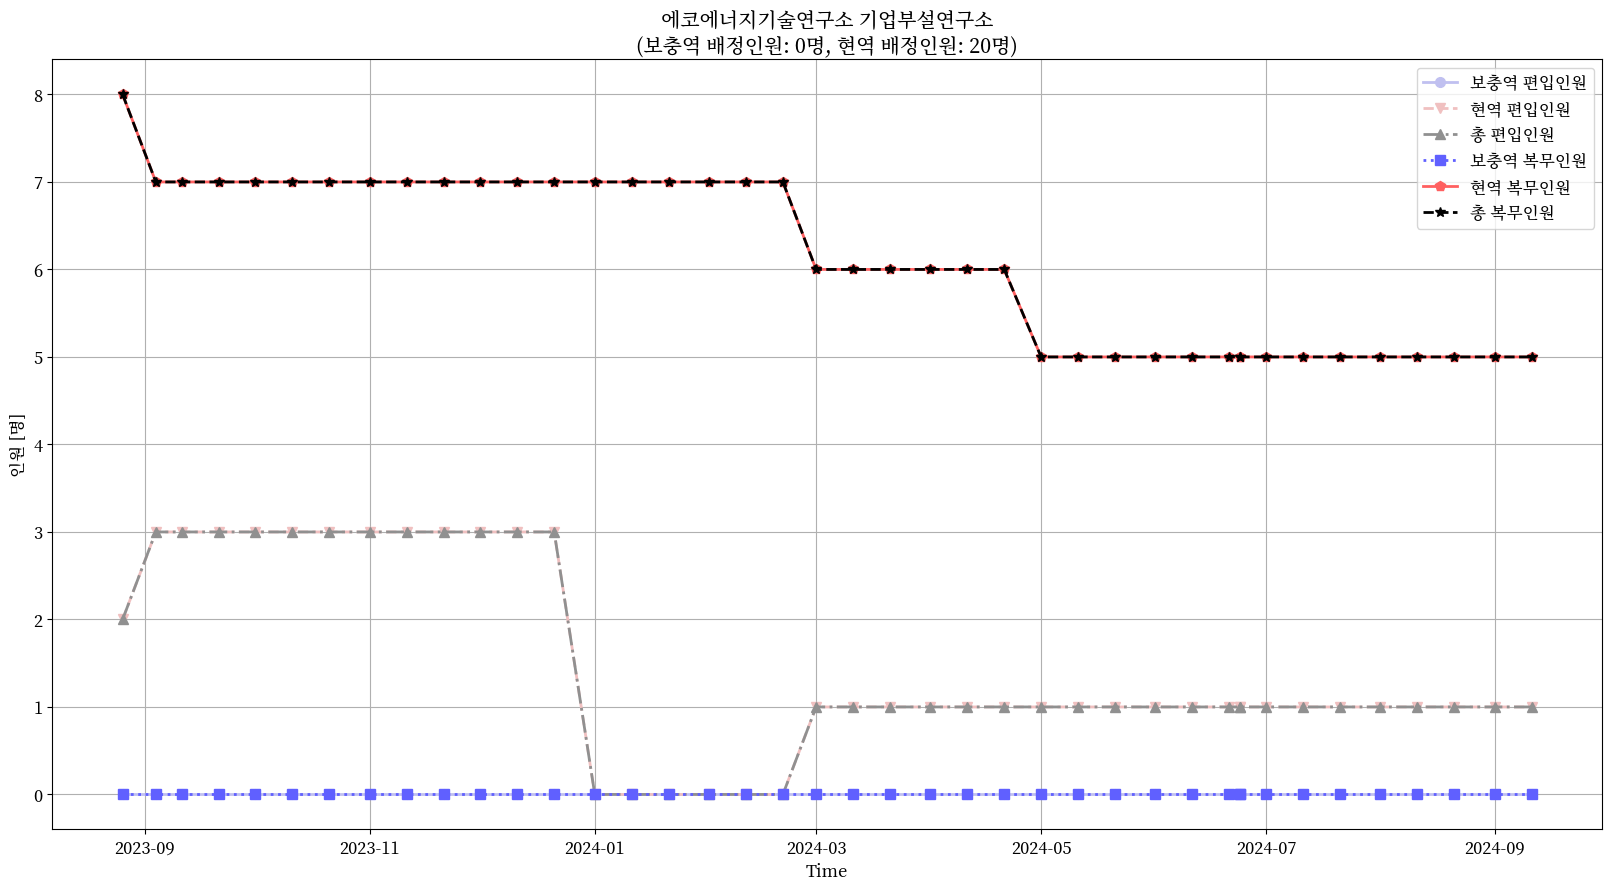 에코에너지기술연구소 기업부설연구소
(보충역 배정인원: 0명, 현역 배정인원: 20명)
보충역 편입인원
현역 편입인원
총 편입인원
보충역 복무인원
현역 복무인원
총 복무인원
인원 [명]
8
7
6
5
4
3
2
1
0
2023-09
2023-11
2024-01
2024-03
2024-05
2024-07
2024-09
Time